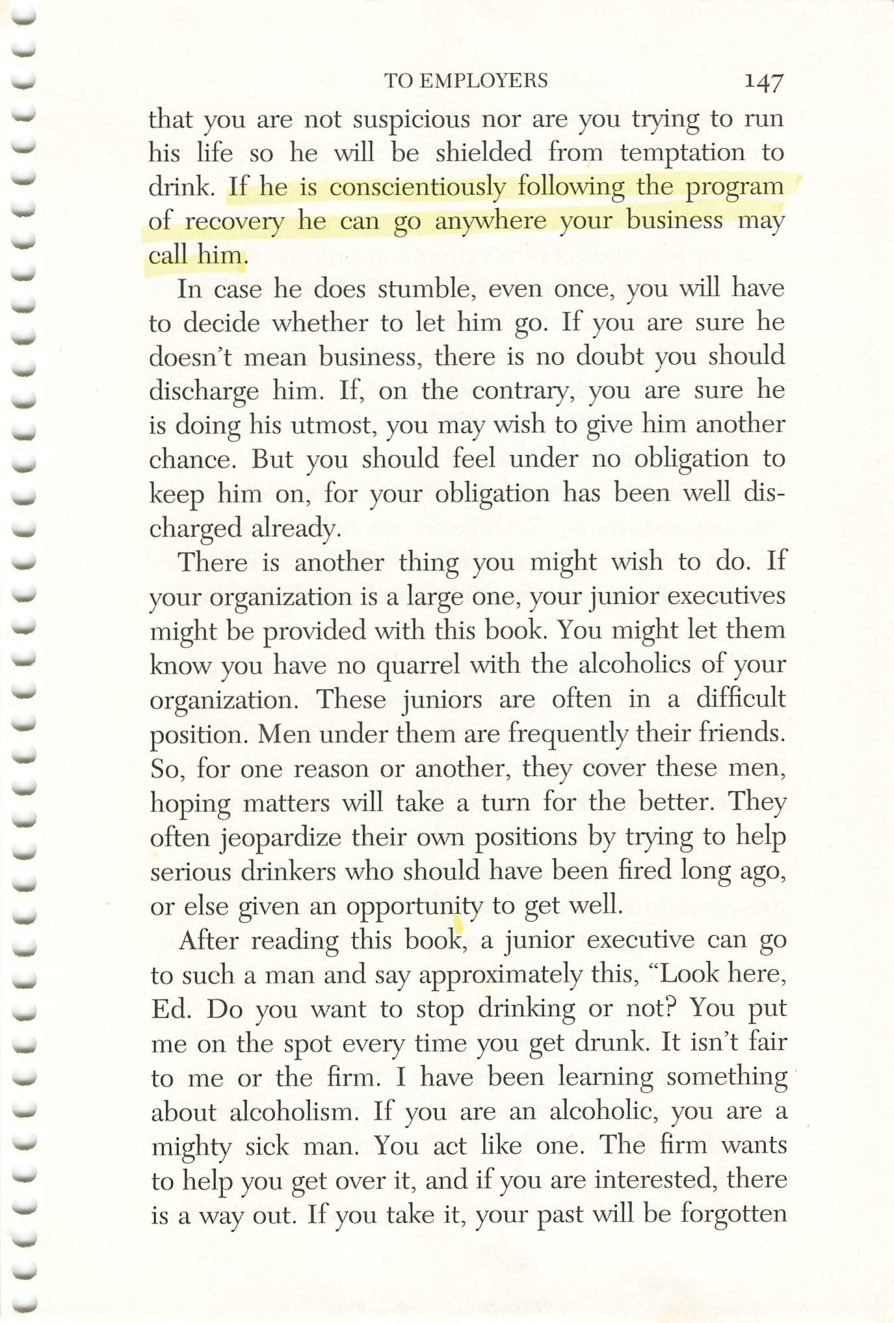 TO EMPLOYERS 147
that you are not suspicious nor are you trying to run
his life so he will be shielded from temptation to
drink. If he is conscientiously following the program
of recovery he can go anywhere your business may
call him.
In case he does stumble, even once, you will have
to decide whether to let him go. If you are sure he
doesn't mean business, there is no doubt you should
discharge him. If, on the contrary, you are sure he
is doing his utmost, you may wish to give him another
chance. But you should feel under no obligation to
keep him on, for your obligation has been well dis-
charged already.
There is another thing you might wish to do. If
your organization is a large one, your junior executives
might be provided with this book. You might let them
know you have no quarrel with the alcoholics of your
organization. These juniors are often in a difficult
position. Men under them are frequently their friends.
So, for one reason or another, they cover these men,
hoping matters will take a turn for the better. They
often jeopardize their own positions by trying to help
serious drinkers who should have been fired long ago,
or else given an opportunity to get well.
After reading this book, a junior executive can go
to such a man and say approximately this, “Look here,
Ed. Do you want to stop drinking or not? You put
me on the spot every time you get drunk. It isn't fair
to me or the firm. I have been learning something
about alcoholism. If you are an alcoholic, you are a
mighty sick man. You act like one. The firm wants
to help you get over it, and if you are interested, there
is a way out. If you take it, your past will be forgotten